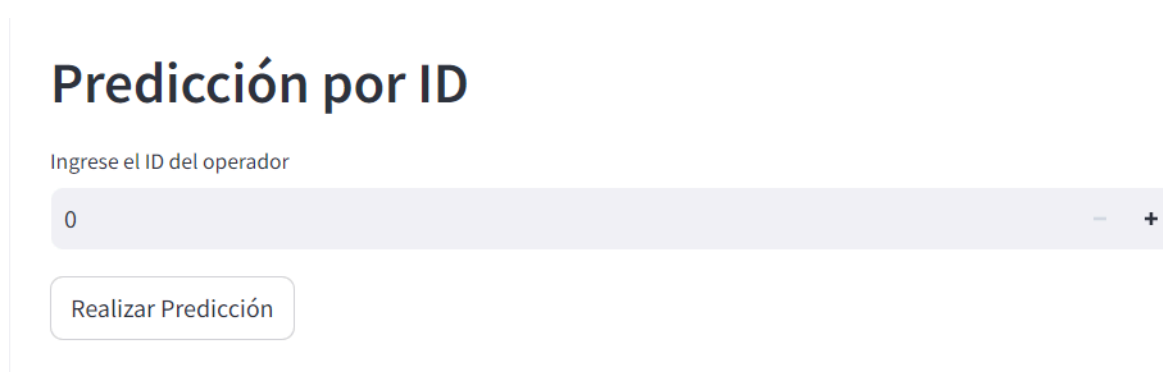 Predicción por ID
Ingrese el ID del operador
0 − +
Realizar Predicción